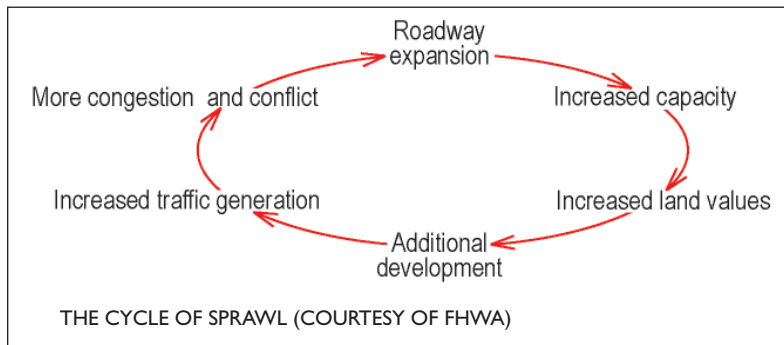 Roadway
expansion
More congestion and conflict
Increased capacity
Increased traffic generation
Increased land values
Additional
development
THE CYCLE OF SPRAWL (COURTESY OF FHWA)